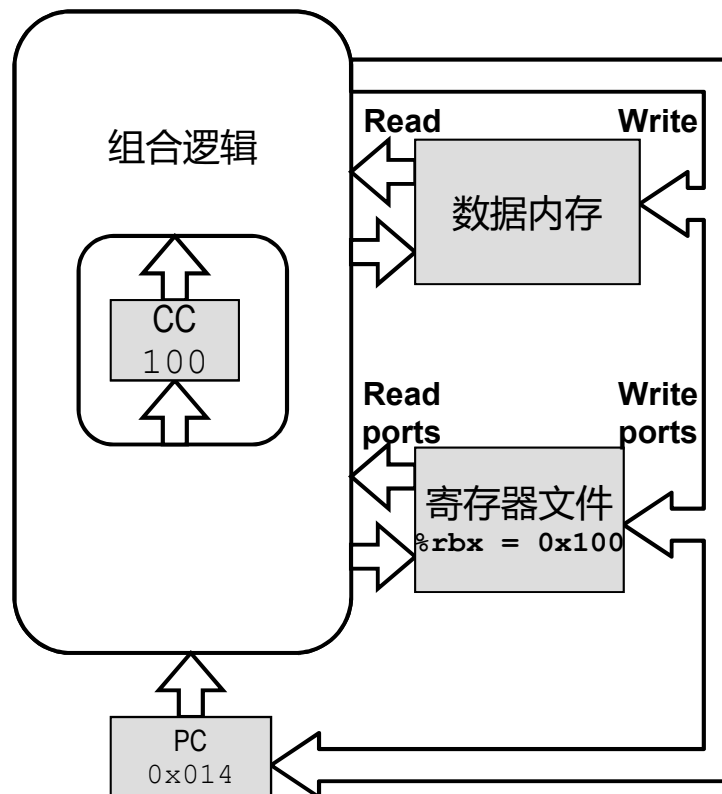 Read
Write
组合逻辑
数据内存
CC
100
Read
ports
Write
ports
寄存器文件
%rbx = 0x100
PC
0x014